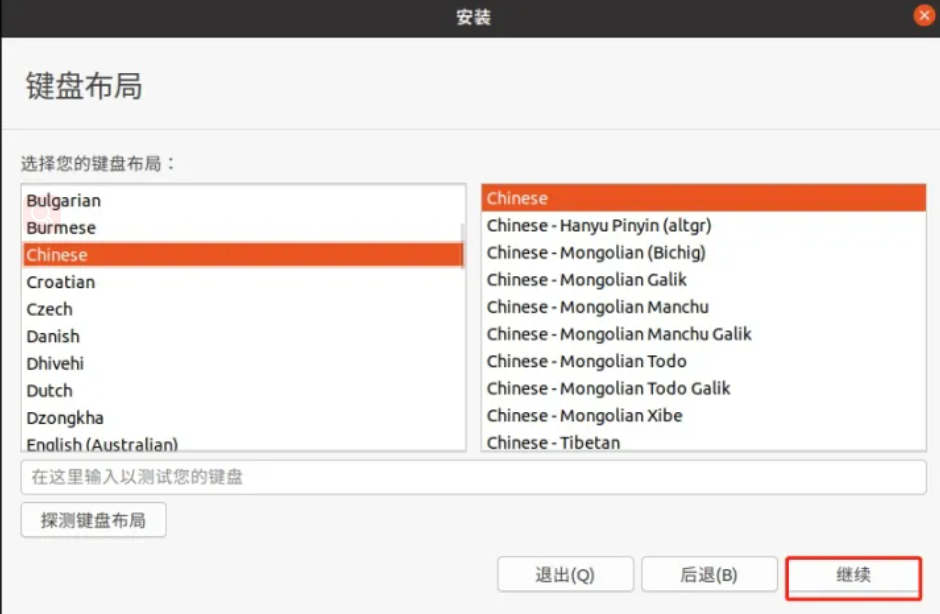 安装
键盘布局
选择您的键盘布局：
Bulgarian
Burmese
Chinese
Croatian
Czech
Danish
Dhivehi
Dutch
Dzongkha
English (Australian)
Chinese
Chinese - Hanyu Pinyin (altgr)
Chinese - Mongolian (Bichig)
Chinese - Mongolian Galik
Chinese - Mongolian Manchu
Chinese - Mongolian Manchu Galik
Chinese - Mongolian Todo
Chinese - Mongolian Todo Galik
Chinese - Mongolian Xibe
Chinese - Tibetan
在这里输入以测试您的键盘
探测键盘布局
退出(Q)
后退(B)
继续